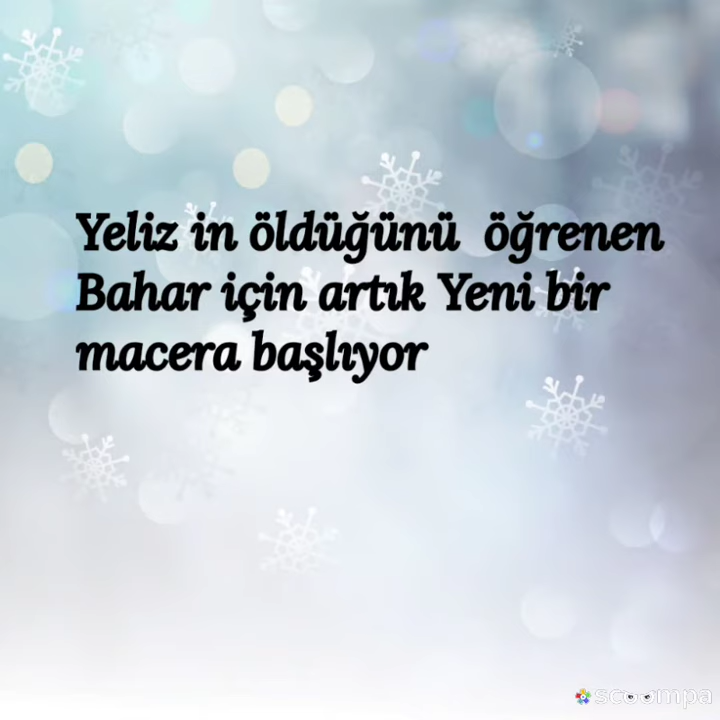 Yeliz in öldüğünü  öğrenen
Bahar için artık Yeni bir
macera başlıyor
scoompa